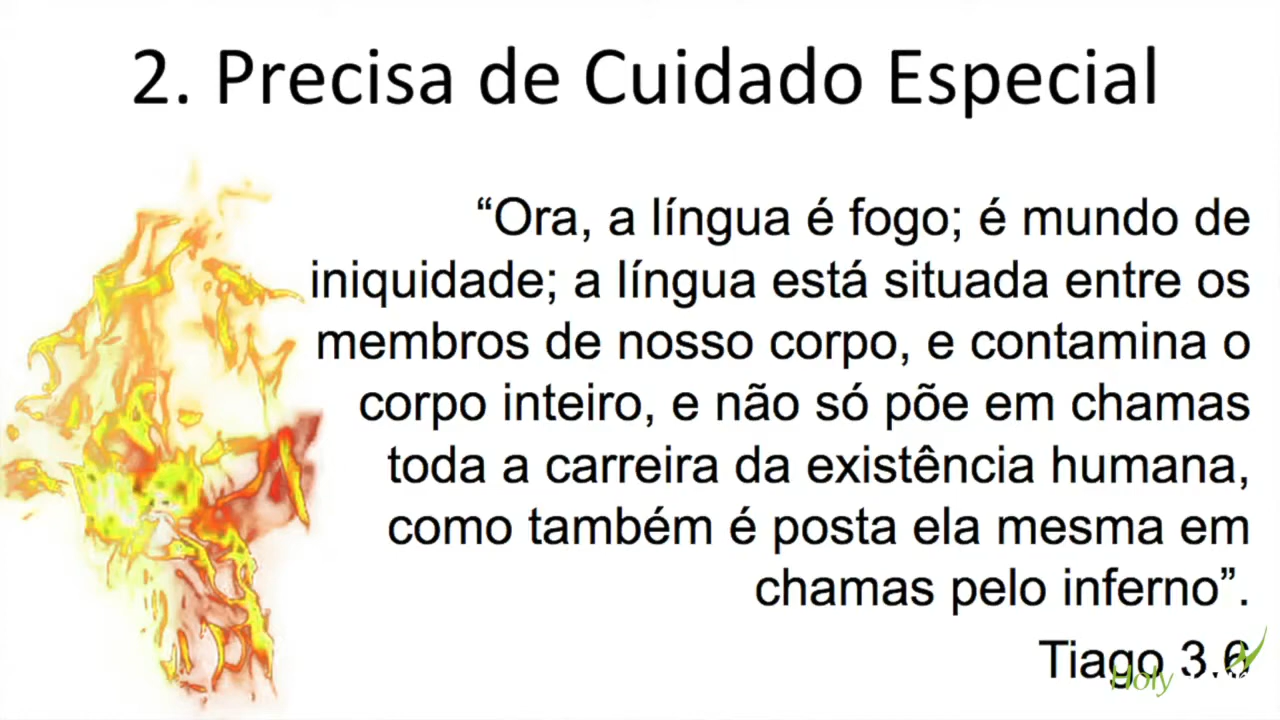 2. Precisa de Cuidado Especial
“Ora, a língua é fogo; é mundo de
iniquidade; a língua está situada entre os
membros de nosso corpo, e contamina o
corpo inteiro, e não só põe em chamas
toda a carreira da existência humana,
como também é posta ela mesma em
chamas pelo inferno”.
Tiago 3.6
Holy